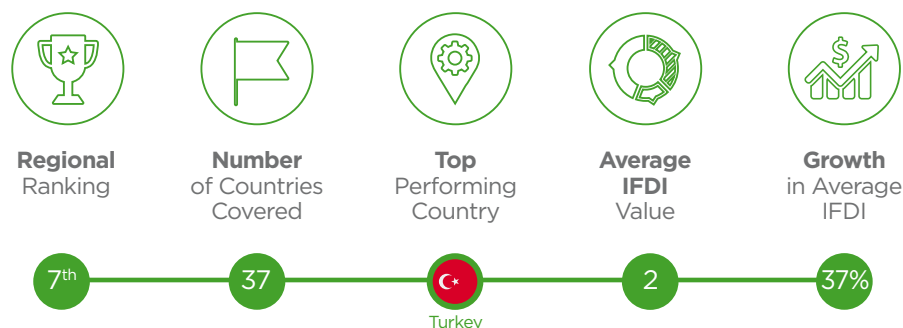 Regional
Ranking
Number
of Countries
Covered
Top
Performing
Country
Average
IFDI
Value
Growth
in Average
IFDI
7th
37
2
37%
Turkey